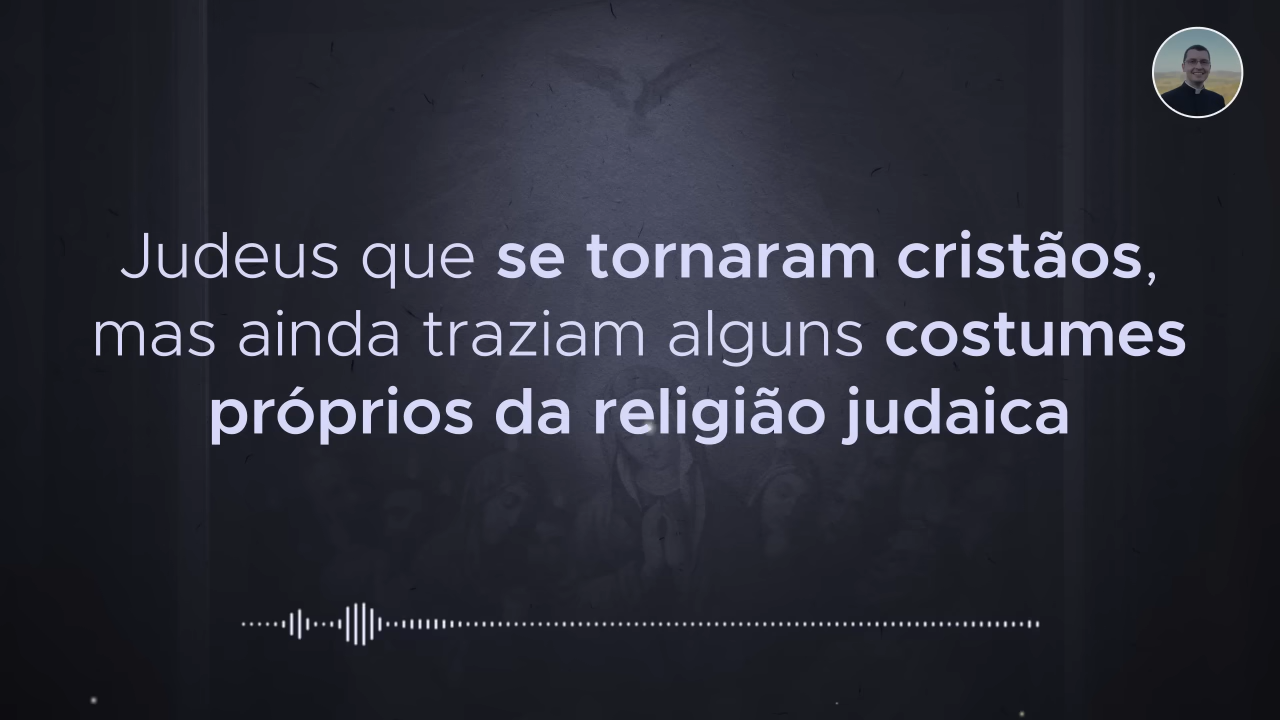 Judeus que se tornaram cristãos,
mas ainda traziam alguns costumes
próprios da religião judaica